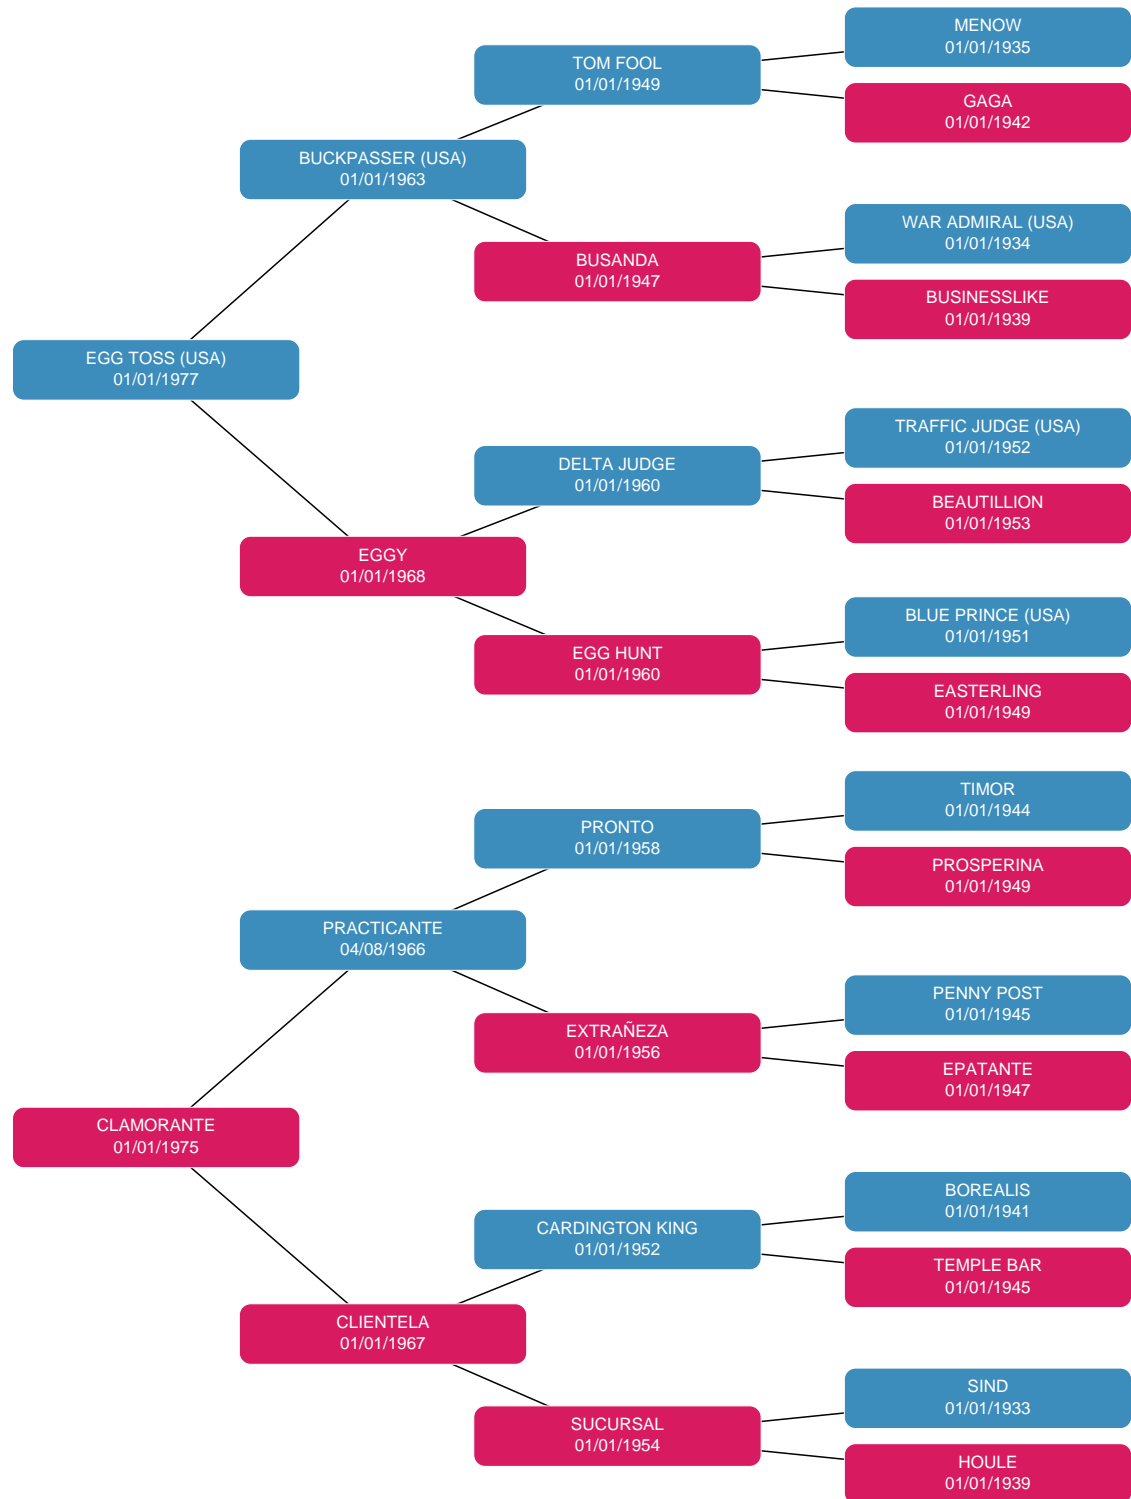 MENOW
01/01/1935
TOM FOOL
01/01/1949
GAGA
01/01/1942
BUCKPASSER (USA)
01/01/1963
WAR ADMIRAL (USA)
01/01/1934
BUSANDA
01/01/1947
BUSINESSLIKE
01/01/1939
EGG TOSS (USA)
01/01/1977
TRAFFIC JUDGE (USA)
01/01/1952
DELTA JUDGE
01/01/1960
BEAUTILLION
01/01/1953
EGGY
01/01/1968
BLUE PRINCE (USA)
01/01/1951
EGG HUNT
01/01/1960
EASTERLING
01/01/1949
TIMOR
01/01/1944
PRONTO
01/01/1958
PROSPERINA
01/01/1949
PRACTICANTE
04/08/1966
PENNY POST
01/01/1945
EXTRAÑEZA
01/01/1956
EPATANTE
01/01/1947
CLAMORANTE
01/01/1975
BOREALIS
01/01/1941
CARDINGTON KING
01/01/1952
TEMPLE BAR
01/01/1945
CLIENTELA
01/01/1967
SIND
01/01/1933
SUCURSAL
01/01/1954
HOULE
01/01/1939